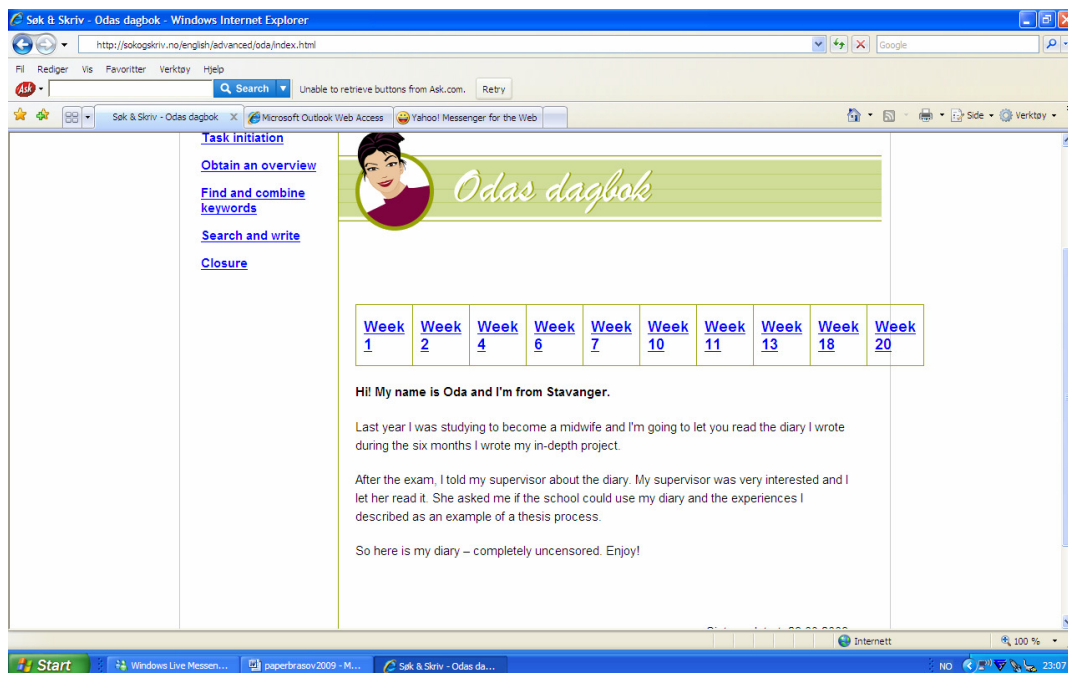 Søk & Skriv - Odas dagbok - Windows Internet Explorer
http://sokogskriv.no/english/advanced/oda/index.html
Google
Fil Rediger Vis Favoritter Verktøy Hjelp
Ask Search Unable to retrieve buttons from Ask.com. Retry
Søk & Skriv - Odas dagbok X Microsoft Outlook Web Access Yahoo! Messenger for the Web Side Verktøy
Task initiation
Obtain an overview
Find and combine
keywords
Search and write
Closure
Odas dagbok
Week Week Week Week Week Week Week Week Week Week
1 2 4 6 7 10 11 13 18 20
Hi! My name is Oda and I'm from Stavanger.
Last year I was studying to become a midwife and I'm going to let you read the diary I wrote
during the six months I wrote my in-depth project.
After the exam, I told my supervisor about the diary. My supervisor was very interested and I
let her read it. She asked me if the school could use my diary and the experiences I
described as an example of a thesis process.
So here is my diary – completely uncensored. Enjoy!
Internett 100 %
Start Windows Live Messen... paperbrasov2009 - M... Søk & Skriv - Odas da... NO 23:07